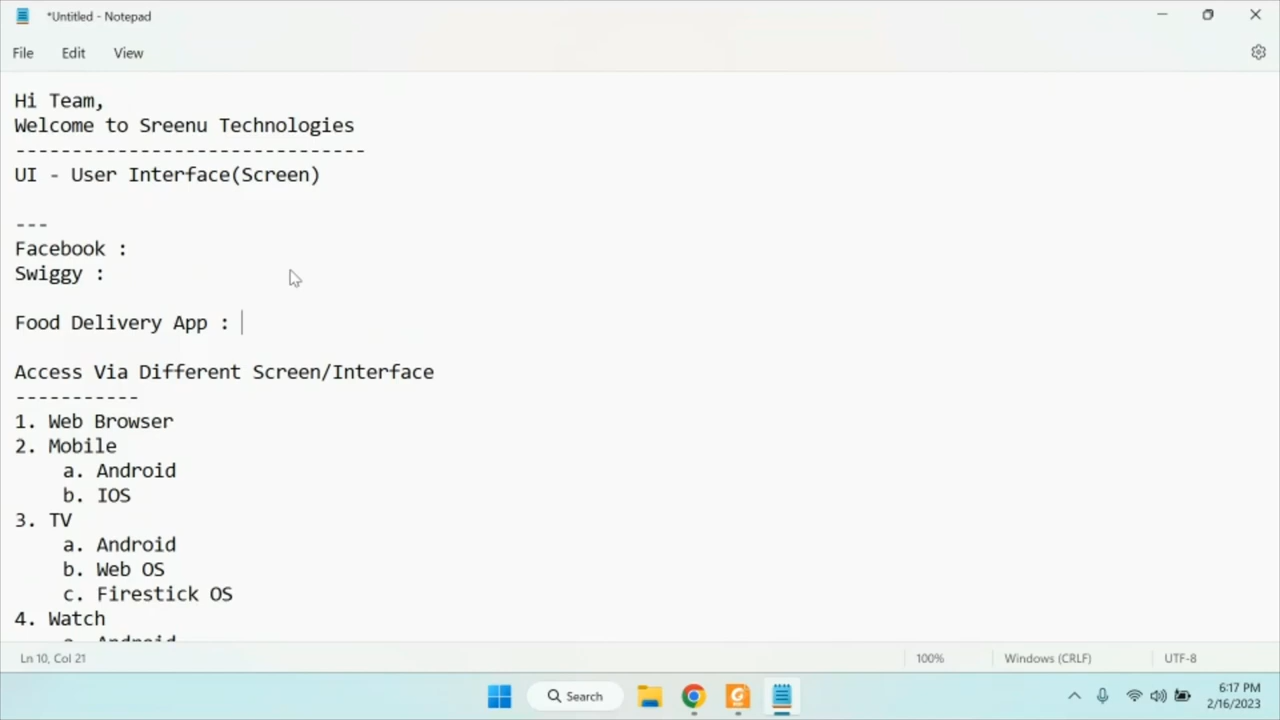 *Untitled - Notepad
File Edit View
Hi Team,
Welcome to Sreenu Technologies
-------------------------------
UI - User Interface(Screen)
---
Facebook :
Swiggy :
Food Delivery App :
Access Via Different Screen/Interface
-----------
1. Web Browser
2. Mobile
a. Android
b. IOS
3. TV
a. Android
b. Web OS
c. Firestick OS
4. Watch
a. Android
Ln 10, Col 21 100% Windows (CRLF) UTF-8
Search
6:17 PM
2/16/2023